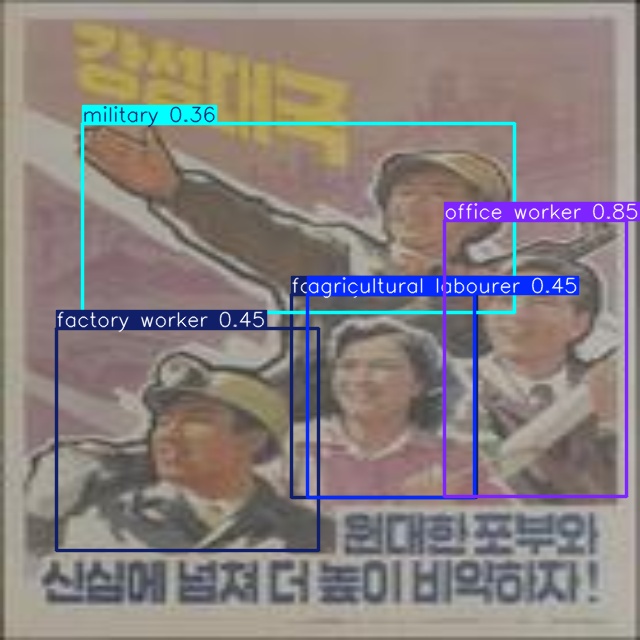 강성대국
military 0.36
office worker 0.85
agricultural labourer 0.45
factory worker 0.45
원대한 포부와
신심에 넘쳐 더 높이 비약하자!